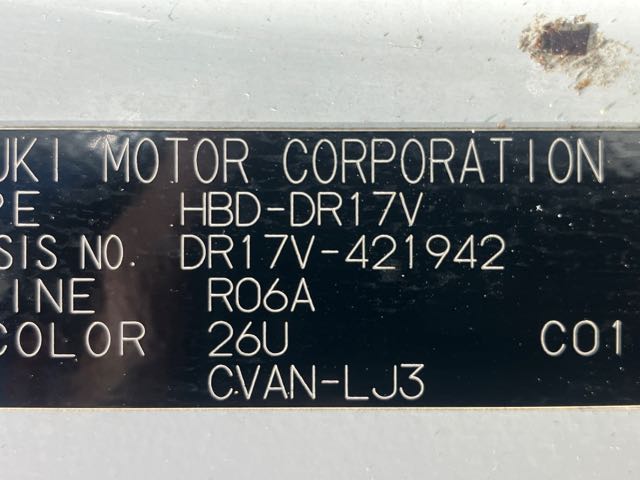 UKI MOTOR CORPORATION
PE HBD-DR17V
SIS NO. DR17V-421942
INE R06A
COLOR 26U C01
CVAN-LJ3